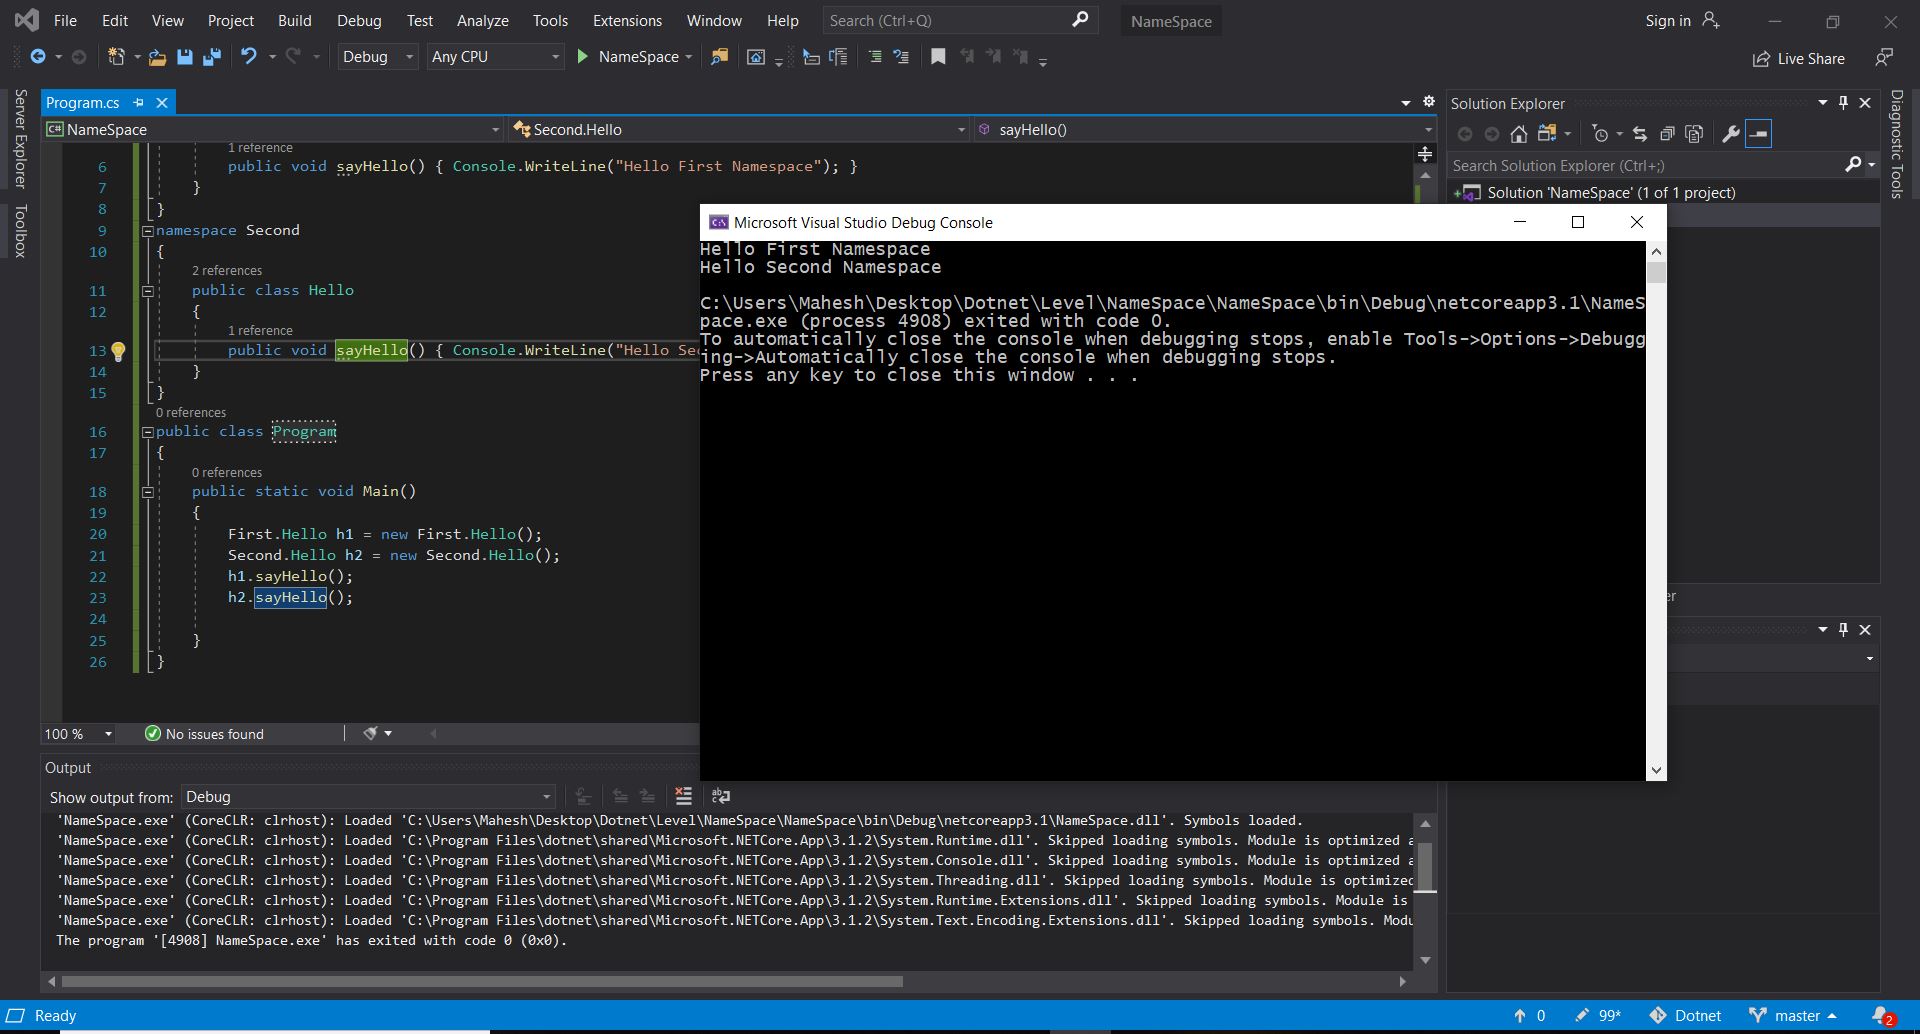 File Edit View Project Build Debug Test Analyze Tools Extensions Window Help Search (Ctrl+Q) NameSpace Sign in
Debug Any CPU NameSpace Live Share
Server Explorer
Toolbox
Program.cs
C# NameSpace Second.Hello sayHello()
1 reference
6 public void sayHello() { Console.WriteLine("Hello First Namespace"); }
7 }
8 }
9 namespace Second
10 {
2 references
11 public class Hello
12 {
1 reference
13 public void sayHello() { Console.WriteLine("Hello Sec
14 }
15 }
0 references
16 public class Program
17 {
0 references
18 public static void Main()
19 {
20 First.Hello h1 = new First.Hello();
21 Second.Hello h2 = new Second.Hello();
22 h1.sayHello();
23 h2.sayHello();
24
25 }
26 }
100 % No issues found
Microsoft Visual Studio Debug Console
Hello First Namespace
Hello Second Namespace
C:\Users\Mahesh\Desktop\Dotnet\Level\NameSpace\NameSpace\bin\Debug\netcoreapp3.1\NameS
pace.exe (process 4908) exited with code 0.
To automatically close the console when debugging stops, enable Tools->Options->Debugg
ing->Automatically close the console when debugging stops.
Press any key to close this window . . .
Solution Explorer
Search Solution Explorer (Ctrl+;)
Solution 'NameSpace' (1 of 1 project)
er
Diagnostic Tools
Output
Show output from: Debug
'NameSpace.exe' (CoreCLR: clrhost): Loaded 'C:\Users\Mahesh\Desktop\Dotnet\Level\NameSpace\NameSpace\bin\Debug\netcoreapp3.1\NameSpace.dll'. Symbols loaded.
'NameSpace.exe' (CoreCLR: clrhost): Loaded 'C:\Program Files\dotnet\shared\Microsoft.NETCore.App\3.1.2\System.Runtime.dll'. Skipped loading symbols. Module is optimized a
'NameSpace.exe' (CoreCLR: clrhost): Loaded 'C:\Program Files\dotnet\shared\Microsoft.NETCore.App\3.1.2\System.Console.dll'. Skipped loading symbols. Module is optimized a
'NameSpace.exe' (CoreCLR: clrhost): Loaded 'C:\Program Files\dotnet\shared\Microsoft.NETCore.App\3.1.2\System.Threading.dll'. Skipped loading symbols. Module is optimized
'NameSpace.exe' (CoreCLR: clrhost): Loaded 'C:\Program Files\dotnet\shared\Microsoft.NETCore.App\3.1.2\System.Runtime.Extensions.dll'. Skipped loading symbols. Module is
'NameSpace.exe' (CoreCLR: clrhost): Loaded 'C:\Program Files\dotnet\shared\Microsoft.NETCore.App\3.1.2\System.Text.Encoding.Extensions.dll'. Skipped loading symbols. Modu
The program '[4908] NameSpace.exe' has exited with code 0 (0x0).
Ready 0 99* Dotnet master 2